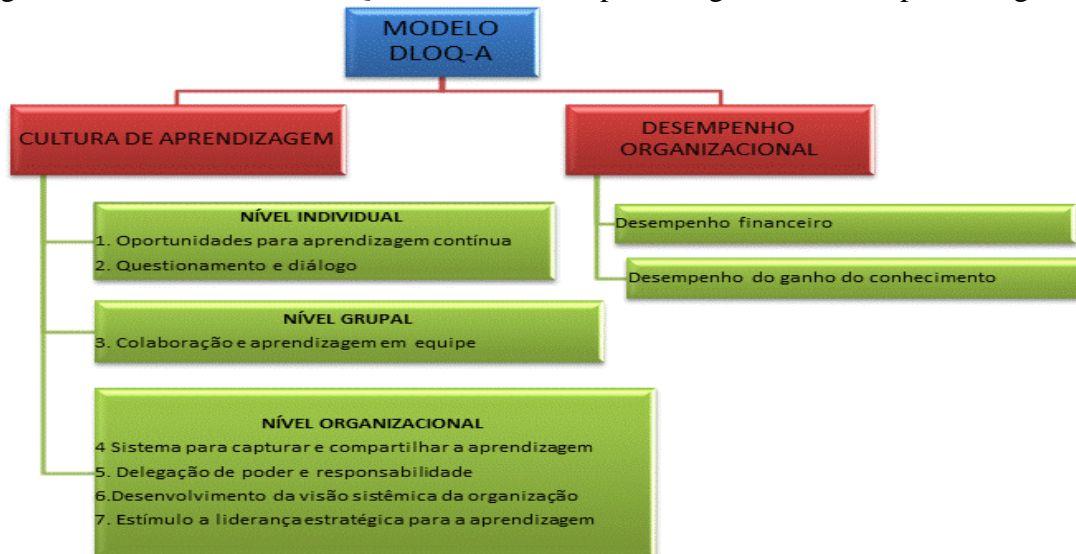 MODELO
DLOQ-A
CULTURA DE APRENDIZAGEM
DESEMPENHO
ORGANIZACIONAL
NÍVEL INDIVIDUAL
1. Oportunidades para aprendizagem contínua
2. Questionamento e diálogo
Desempenho financeiro
Desempenho do ganho do conhecimento
NÍVEL GRUPAL
3. Colaboração e aprendizagem em equipe
NÍVEL ORGANIZACIONAL
4 Sistema para capturar e compartilhar a aprendizagem
5. Delegação de poder e responsabilidade
6.Desenvolvimento da visão sistêmica da organização
7. Estímulo a liderança estratégica para a aprendizagem